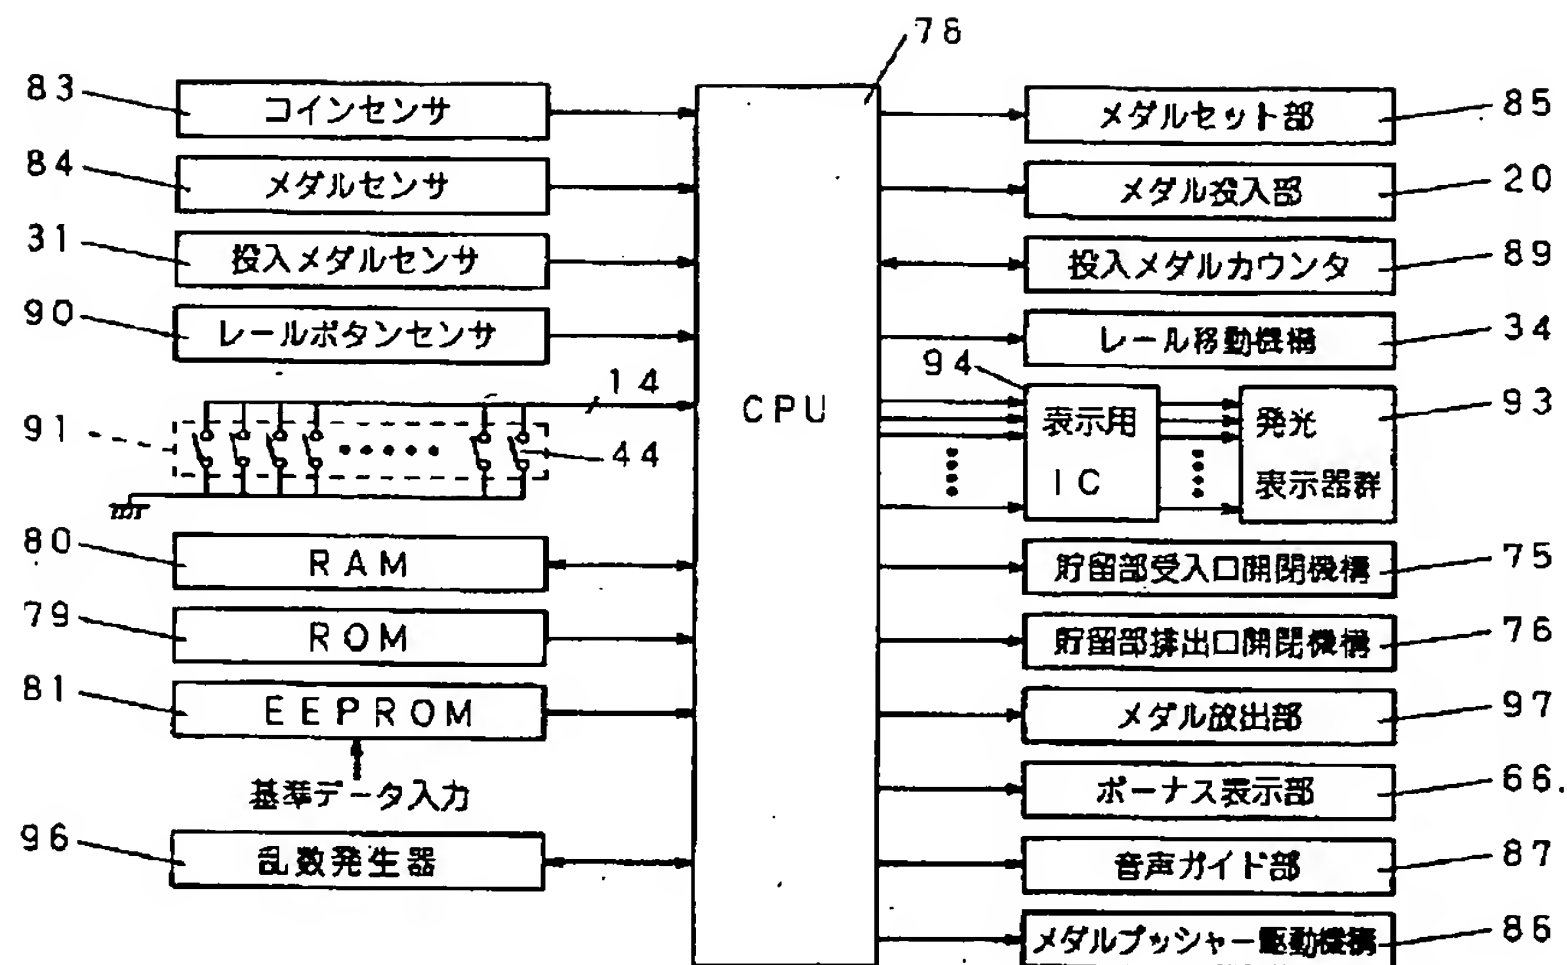 78
83 コインセンサ
84 メダルセンサ
31 投入メダルセンサ
90 レールボタンセンサ
14
91
44
80 RAM
79 ROM
81 EEPROM
基準データ入力
96 乱数発生器
CPU
メダルセット部 85
メダル投入部 20
投入メダルカウンタ 89
レール移動機構 34
94
表示用
IC
発光
表示器群
93
貯留部受入口開閉機構 75
貯留部排出口開閉機構 76
メダル放出部 97
ボーナス表示部 66.
音声ガイド部 87
メダルプッシャー駆動機構 86